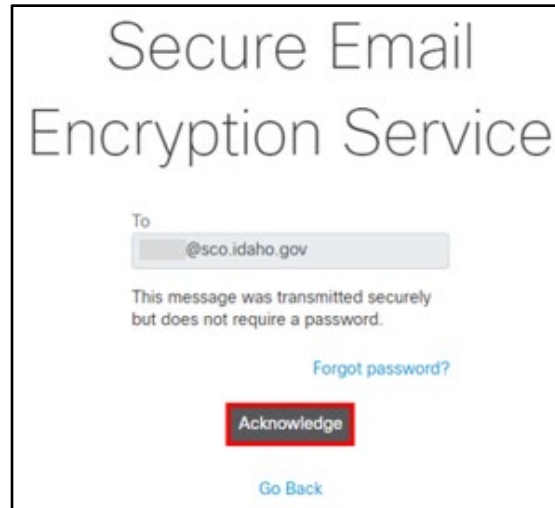 Secure Email
Encryption Service
To
@sco.idaho.gov
This message was transmitted securely
but does not require a password.
Forgot password?
Acknowledge
Go Back